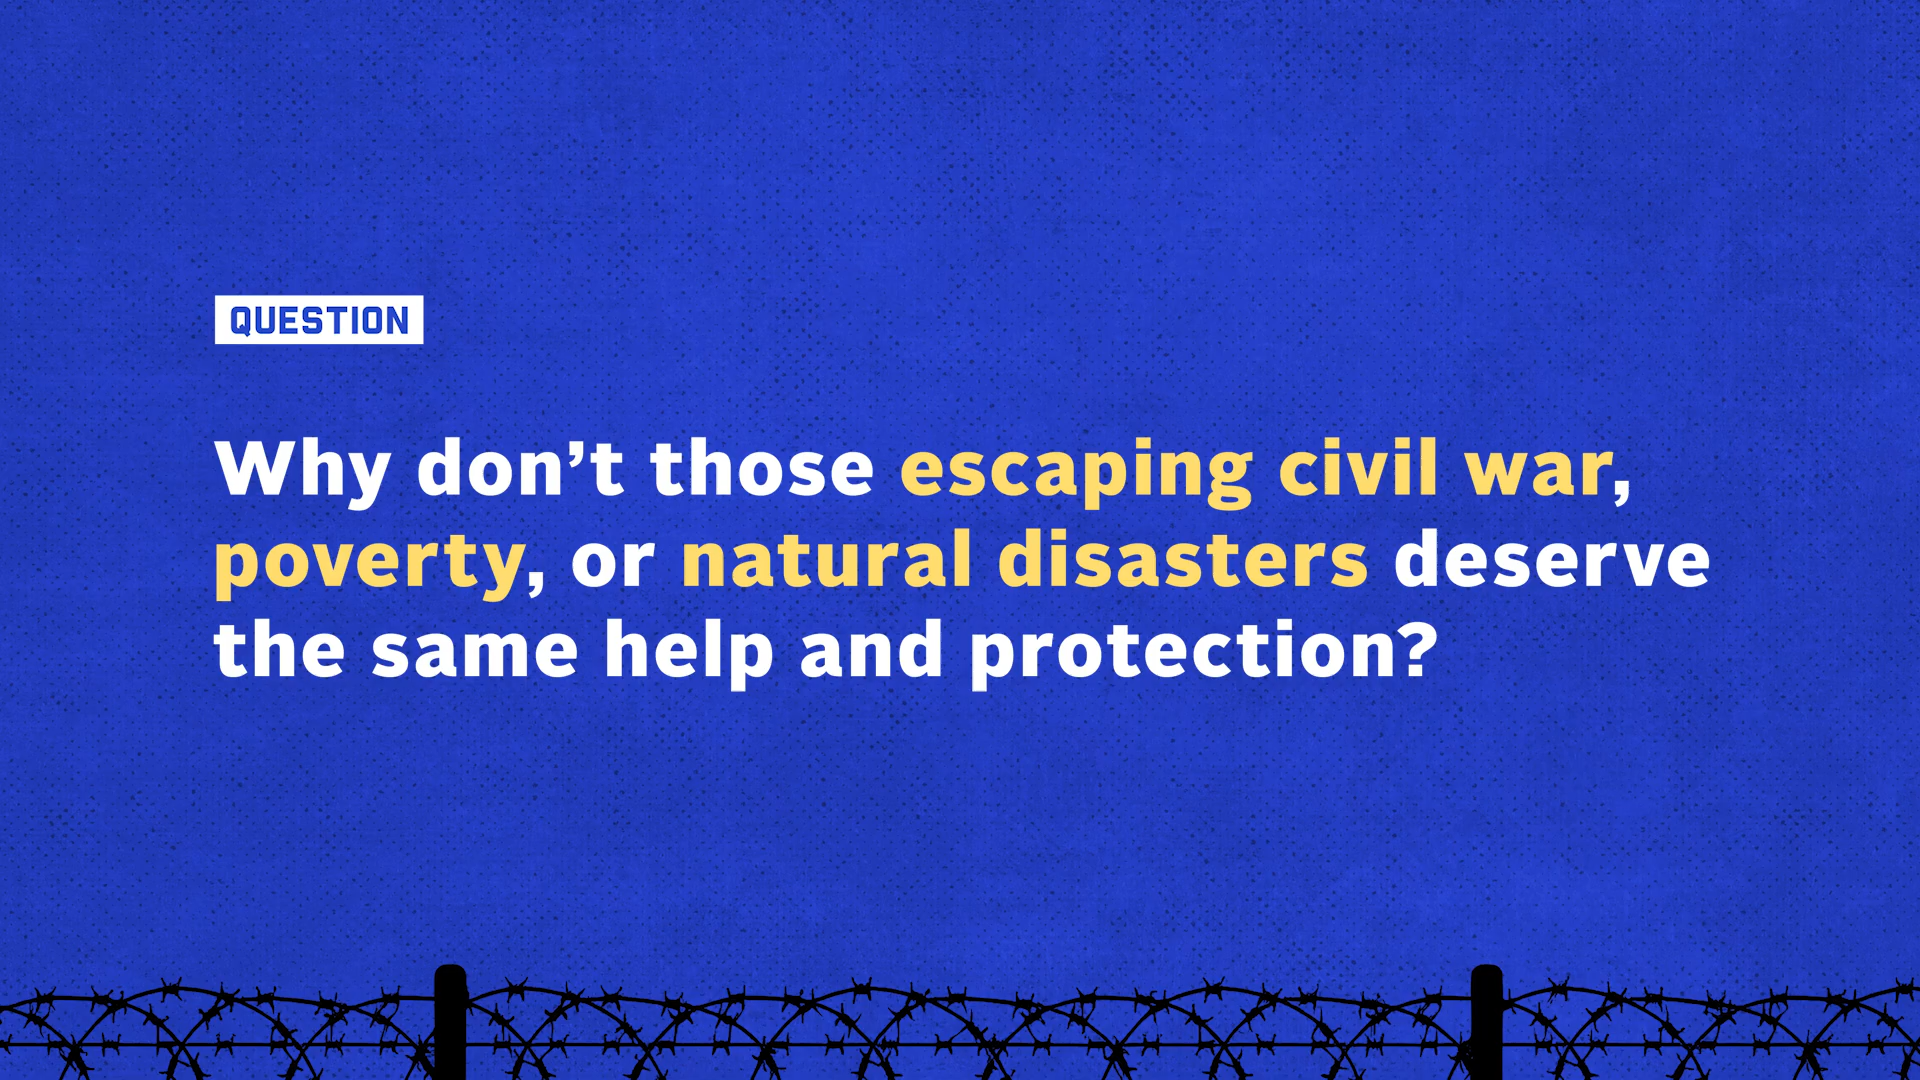 QUESTION
Why don’t those escaping civil war,
poverty, or natural disasters deserve
the same help and protection?